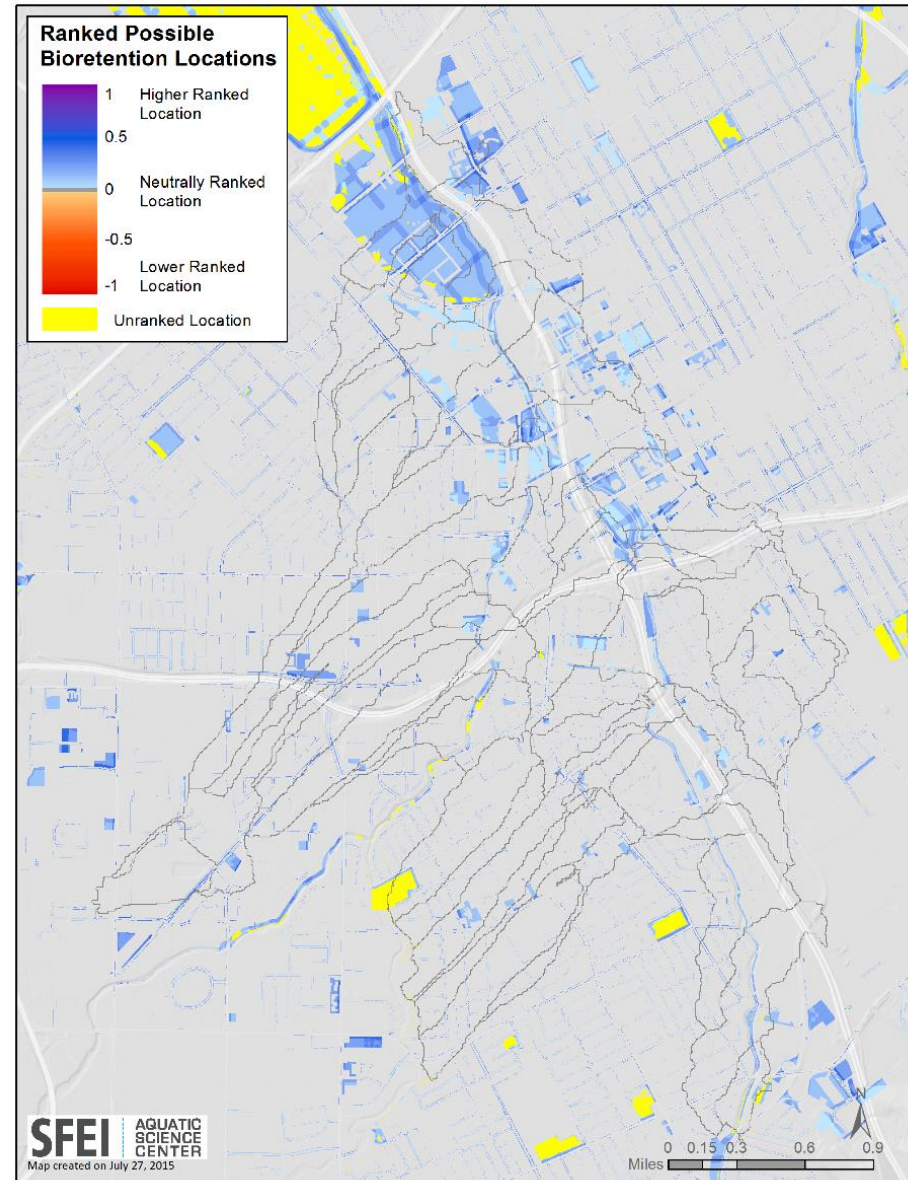 Ranked Possible
Bioretention Locations
1 Higher Ranked
Location
0.5
0 Neutrally Ranked
Location
-0.5
Lower Ranked
-1 Location
Unranked Location
SFEI
AQUATIC
SCIENCE
CENTER
Map created on July 27, 2015
N
Miles
0 0.15 0.3 0.6 0.9